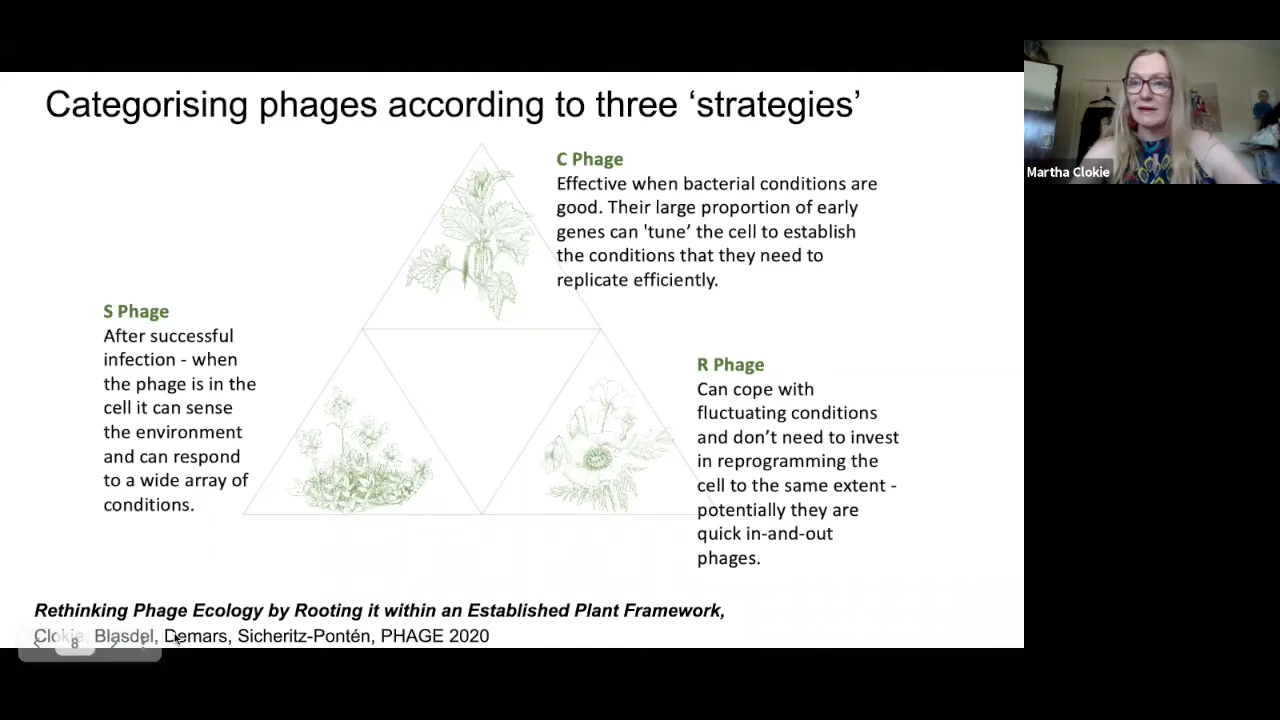 Categorising phages according to three ‘strategies’
C Phage
Effective when bacterial conditions are
good. Their large proportion of early
genes can 'tune’ the cell to establish
the conditions that they need to
replicate efficiently.
S Phage
After successful
infection - when
the phage is in the
cell it can sense
the environment
and can respond
to a wide array of
conditions.
R Phage
Can cope with
fluctuating conditions
and don’t need to invest
in reprogramming the
cell to the same extent -
potentially they are
quick in-and-out
phages.
Rethinking Phage Ecology by Rooting it within an Established Plant Framework,
Clokie, Blasdel, Demars, Sicheritz-Pontén, PHAGE 2020
8
Martha Clokie